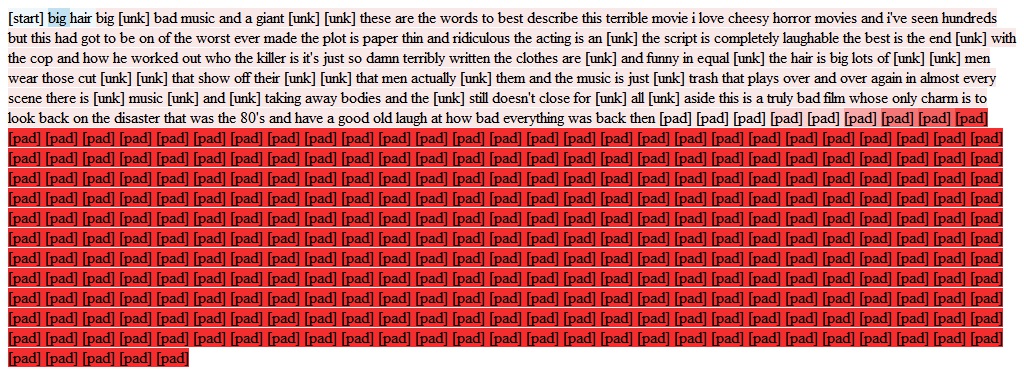 [start] big hair big [unk] bad music and a giant [unk] [unk] these are the words to best describe this terrible movie i love cheesy horror movies and i've seen hundreds
but this had got to be on of the worst ever made the plot is paper thin and ridiculous the acting is an [unk] the script is completely laughable the best is the end [unk] with
the cop and how he worked out who the killer is it's just so damn terribly written the clothes are [unk] and funny in equal [unk] the hair is big lots of [unk] [unk] men
wear those cut [unk] [unk] that show off their [unk] [unk] that men actually [unk] them and the music is just [unk] trash that plays over and over again in almost every
scene there is [unk] music [unk] and [unk] taking away bodies and the [unk] still doesn't close for [unk] all [unk] aside this is a truly bad film whose only charm is to
look back on the disaster that was the 80's and have a good old laugh at how bad everything was back then [pad] [pad] [pad] [pad] [pad] [pad] [pad] [pad] [pad]
[pad] [pad] [pad] [pad] [pad] [pad] [pad] [pad] [pad] [pad] [pad] [pad] [pad] [pad] [pad] [pad] [pad] [pad] [pad] [pad] [pad] [pad] [pad] [pad] [pad] [pad] [pad]
[pad] [pad] [pad] [pad] [pad] [pad] [pad] [pad] [pad] [pad] [pad] [pad] [pad] [pad] [pad] [pad] [pad] [pad] [pad] [pad] [pad] [pad] [pad] [pad] [pad] [pad] [pad]
[pad] [pad] [pad] [pad] [pad] [pad] [pad] [pad] [pad] [pad] [pad] [pad] [pad] [pad] [pad] [pad] [pad] [pad] [pad] [pad] [pad] [pad] [pad] [pad] [pad] [pad] [pad]
[pad] [pad] [pad] [pad] [pad] [pad] [pad] [pad] [pad] [pad] [pad] [pad] [pad] [pad] [pad] [pad] [pad] [pad] [pad] [pad] [pad] [pad] [pad] [pad] [pad] [pad] [pad]
[pad] [pad] [pad] [pad] [pad] [pad] [pad] [pad] [pad] [pad] [pad] [pad] [pad] [pad] [pad] [pad] [pad] [pad] [pad] [pad] [pad] [pad] [pad] [pad] [pad] [pad] [pad]
[pad] [pad] [pad] [pad] [pad] [pad] [pad] [pad] [pad] [pad] [pad] [pad] [pad] [pad] [pad] [pad] [pad] [pad] [pad] [pad] [pad] [pad] [pad] [pad] [pad] [pad] [pad]
[pad] [pad] [pad] [pad] [pad] [pad] [pad] [pad] [pad] [pad] [pad] [pad] [pad] [pad] [pad] [pad] [pad] [pad] [pad] [pad] [pad] [pad] [pad] [pad] [pad] [pad] [pad]
[pad] [pad] [pad] [pad] [pad] [pad] [pad] [pad] [pad] [pad] [pad] [pad] [pad] [pad] [pad] [pad] [pad] [pad] [pad] [pad] [pad] [pad] [pad] [pad] [pad] [pad] [pad]
[pad] [pad] [pad] [pad] [pad] [pad] [pad] [pad] [pad] [pad] [pad] [pad] [pad] [pad] [pad] [pad] [pad] [pad] [pad] [pad] [pad] [pad] [pad] [pad] [pad] [pad] [pad]
[pad] [pad] [pad] [pad] [pad] [pad] [pad] [pad] [pad] [pad] [pad] [pad] [pad] [pad] [pad] [pad] [pad] [pad] [pad] [pad] [pad] [pad] [pad] [pad] [pad] [pad] [pad]
[pad] [pad] [pad] [pad] [pad] [pad] [pad] [pad] [pad] [pad] [pad] [pad] [pad] [pad] [pad] [pad] [pad] [pad] [pad] [pad] [pad] [pad] [pad] [pad] [pad] [pad] [pad]
[pad] [pad] [pad] [pad] [pad]